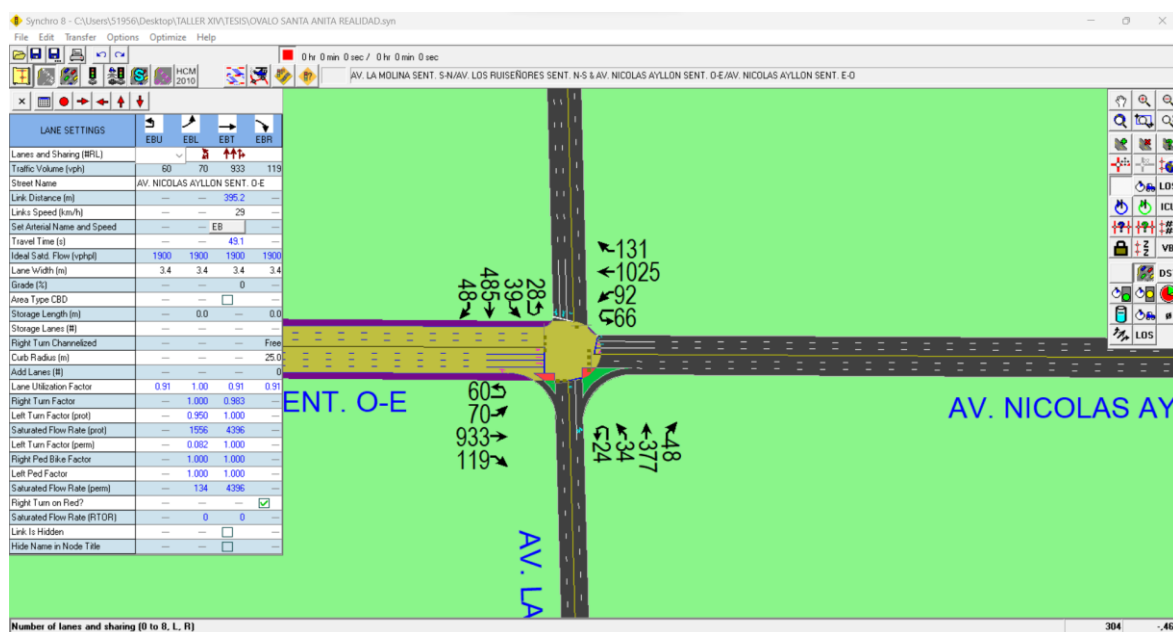 Synchro 8 - C:\Users\51956\Desktop\TALLER XIV\TESIS\OVALO SANTA ANITA REALIDAD.syn
File Edit Transfer Options Optimize Help
0 hr 0 min 0 sec / 0 hr 0 min 0 sec
HCM 2010
AV. LA MOLINA SENT. S-N/AV. LOS RUISEÑORES SENT. N-S & AV. NICOLAS AYLLON SENT. O-E/AV. NICOLAS AYLLON SENT. E-O
LANE SETTINGS EBU EBL EBT EBR
Lanes and Sharing (#RL)
Traffic Volume (vph) 60 70 933 119
Street Name AV. NICOLAS AYLLON SENT. O-E
Link Distance (m) — — 395.2 —
Links Speed (km/h) — — 29 —
Set Arterial Name and Speed — — EB —
Travel Time (s) — — 49.1 —
Ideal Satd. Flow (vphpl) 1900 1900 1900 1900
Lane Width (m) 3.4 3.4 3.4 3.4
Grade (%) — — 0 —
Area Type CBD — — —
Storage Length (m) — 0.0 — 0.0
Storage Lanes (#) — — — —
Right Turn Channelized — — — Free
Curb Radius (m) — — — 25.0
Add Lanes (#) — — — 0
Lane Utilization Factor 0.91 1.00 0.91 0.91
Right Turn Factor — 1.000 0.983 —
Left Turn Factor (prot) — 0.950 1.000 —
Saturated Flow Rate (prot) — 1556 4396 —
Left Turn Factor (perm) — 0.082 1.000 —
Right Ped Bike Factor — 1.000 1.000 —
Left Ped Factor — 1.000 1.000 —
Saturated Flow Rate (perm) — 134 4396 —
Right Turn on Red? — — —
Saturated Flow Rate (RTOR) — 0 0 —
Link Is Hidden — — —
Hide Name in Node Title — — —
131
1025
92
66
48
485
39
28
60
70
933
119
24
34
377
48
ENT. O-E
AV. NICOLAS AY
AV. LA
LOS
ICU
VB
DS
LOS
Number of lanes and sharing (0 to 8, L, R)
304